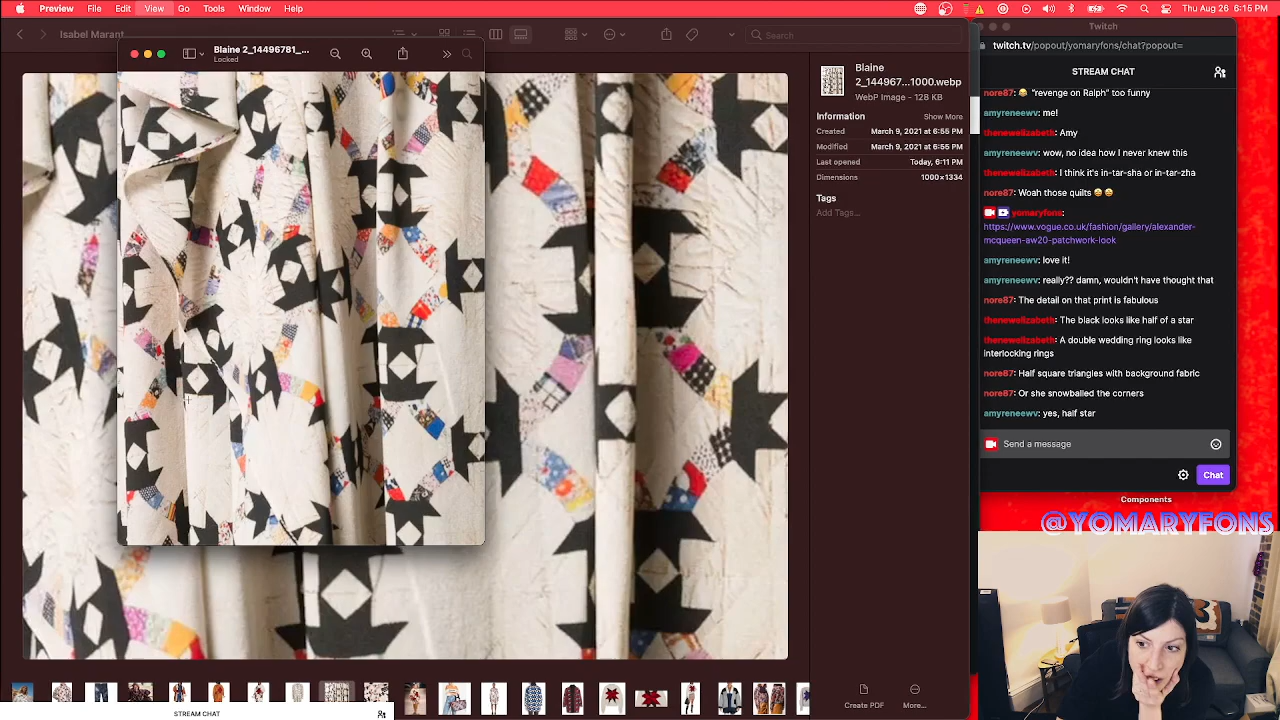 Preview File Edit View Go Tools Window Help
Thu Aug 26 6:15 PM
Isabel Marant
Search
Blaine 2_14496781_...
Locked
Blaine
2_144967...1000.webp
WebP Image - 128 KB
Information Show More
Created March 9, 2021 at 6:55 PM
Modified March 9, 2021 at 6:55 PM
Last opened Today, 6:11 PM
Dimensions 1000×1334
Tags
Add Tags...
Create PDF
More...
STREAM CHAT
Twitch
twitch.tv/popout/yomaryfons/chat?popout=
STREAM CHAT
nore87: 😂 "revenge on Ralph" too funny
amyreneewv: me!
thenewelizabeth: Amy
amyreneewv: wow, no idea how I never knew this
thenewelizabeth: I think it's in-tar-sha or in-tar-zha
nore87: Woah those quilts 🤩 🤩
yomaryfons:
https://www.vogue.co.uk/fashion/gallery/alexander-
mcqueen-aw20-patchwork-look
amyreneewv: love it!
amyreneewv: really?? damn, wouldn't have thought that
nore87: The detail on that print is fabulous
thenewelizabeth: The black looks like half of a star
thenewelizabeth: A double wedding ring looks like
interlocking rings
nore87: Half square triangles with background fabric
nore87: Or she snowballed the corners
amyreneewv: yes, half star
Send a message
Chat
Components
@YOMARYFONS